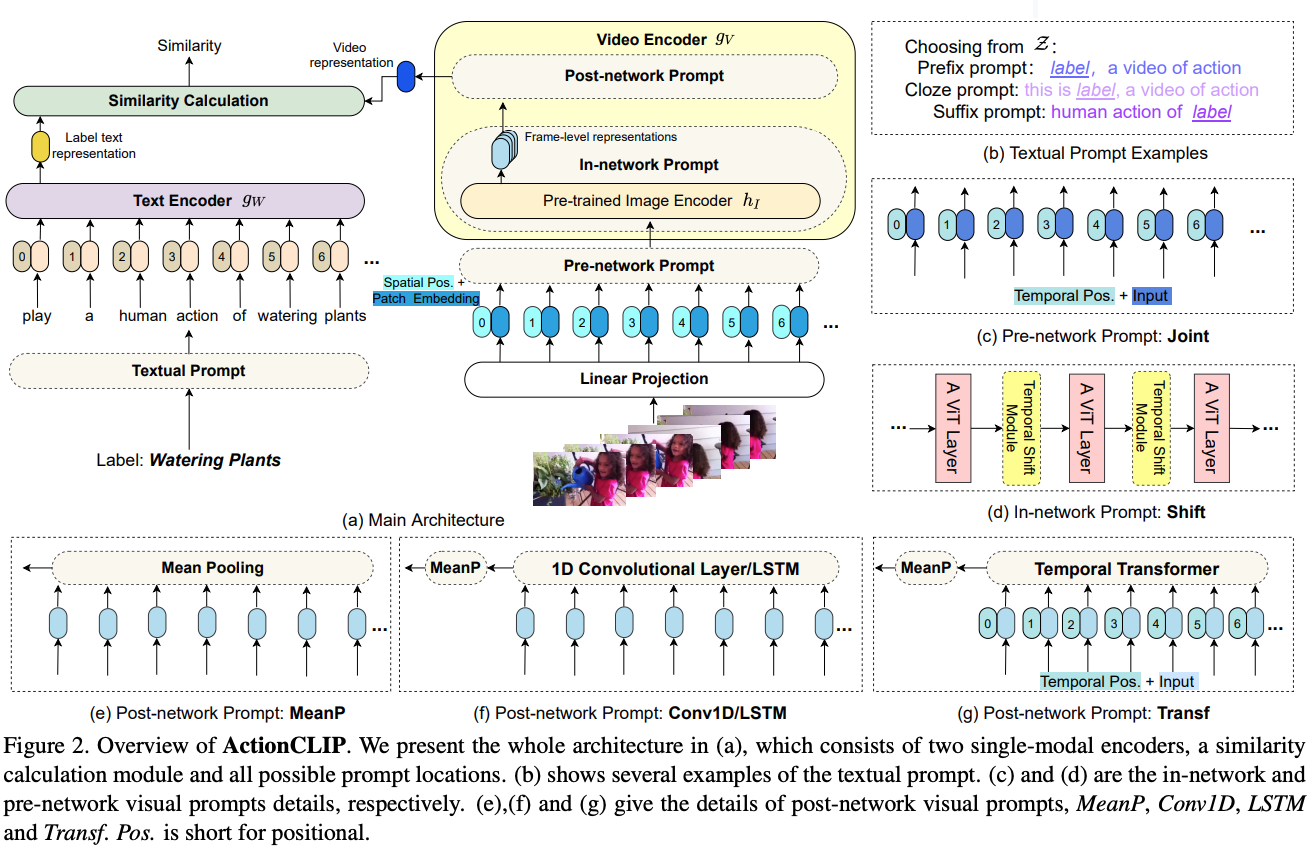 Similarity
Similarity Calculation
Label text
representation
Text Encoder g_W
0 1 2 3 4 5 6 ...
play a human action of watering plants
Textual Prompt
Label: Watering Plants
Video
representation
Video Encoder g_V
Post-network Prompt
Frame-level representations
In-network Prompt
Pre-trained Image Encoder h_I
Pre-network Prompt
Spatial Pos. +
Patch Embedding
0 1 2 3 4 5 6 ...
Linear Projection
(a) Main Architecture
Choosing from 𝒵:
Prefix prompt: label, a video of action
Cloze prompt: this is label, a video of action
Suffix prompt: human action of label
(b) Textual Prompt Examples
0 1 2 3 4 5 6 ...
Temporal Pos. + Input
(c) Pre-network Prompt: Joint
... A ViT Layer
Temporal Shift
Module
A ViT Layer
Temporal Shift
Module
A ViT Layer ...
(d) In-network Prompt: Shift
Mean Pooling
...
(e) Post-network Prompt: MeanP
MeanP 1D Convolutional Layer/LSTM
...
(f) Post-network Prompt: Conv1D/LSTM
MeanP Temporal Transformer
0 1 2 3 4 5 6 ...
Temporal Pos. + Input
(g) Post-network Prompt: Transf
Figure 2. Overview of ActionCLIP. We present the whole architecture in (a), which consists of two single-modal encoders, a similarity
calculation module and all possible prompt locations. (b) shows several examples of the textual prompt. (c) and (d) are the in-network and
pre-network visual prompts details, respectively. (e),(f) and (g) give the details of post-network visual prompts, MeanP, Conv1D, LSTM
and Transf. Pos. is short for positional.